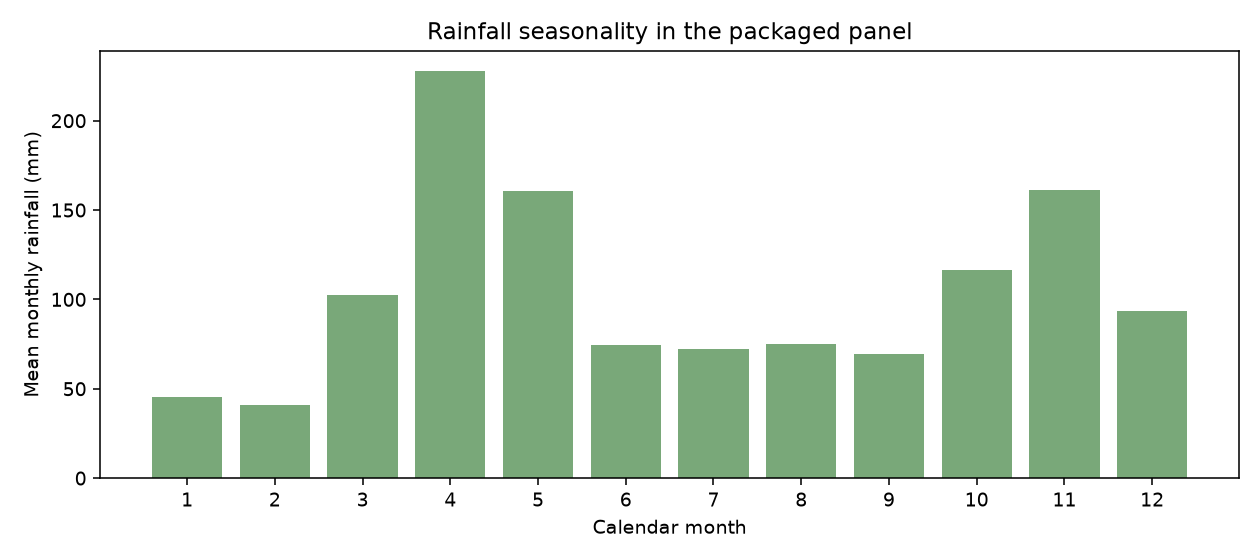 Rainfall seasonality in the packaged panel
Mean monthly rainfall (mm)
200
150
100
50
0
1 2 3 4 5 6 7 8 9 10 11 12
Calendar month